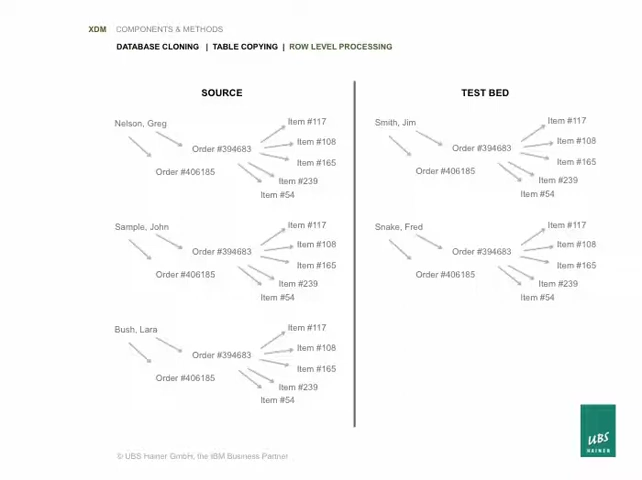 XDM COMPONENTS & METHODS
DATABASE CLONING | TABLE COPYING | ROW LEVEL PROCESSING
SOURCE
Nelson, Greg
Order #394683
Order #406185
Item #117
Item #108
Item #165
Item #239
Item #54
Sample, John
Order #394683
Order #406185
Item #117
Item #108
Item #165
Item #239
Item #54
Bush, Lara
Order #394683
Order #406185
Item #117
Item #108
Item #165
Item #239
Item #54
TEST BED
Smith, Jim
Order #394683
Order #406185
Item #117
Item #108
Item #165
Item #239
Item #54
Snake, Fred
Order #394683
Order #406185
Item #117
Item #108
Item #165
Item #239
Item #54
UBS
HAINER
© UBS Hainer GmbH, the IBM Business Partner